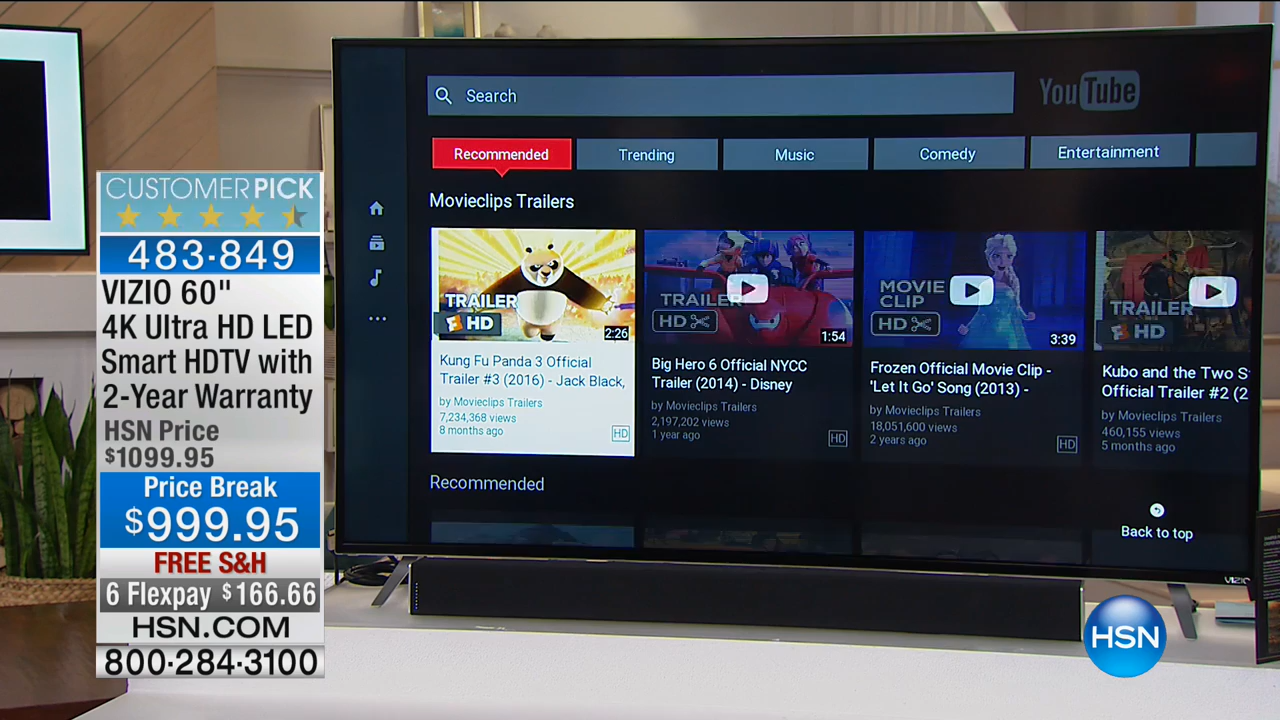 CUSTOMER PICK
483-849
VIZIO 60"
4K Ultra HD LED
Smart HDTV with
2-Year Warranty
HSN Price
$1099.95
Price Break
$999.95
FREE S&H
6 Flexpay $166.66
HSN.COM
800-284-3100
Search
YouTube
Recommended
Trending
Music
Comedy
Entertainment
Movieclips Trailers
TRAILER
HD
2:26
Kung Fu Panda 3 Official
Trailer #3 (2016) - Jack Black,
by Movieclips Trailers
7,234,368 views
8 months ago
HD
TRAILER
HD
1:54
Big Hero 6 Official NYCC
Trailer (2014) - Disney
by Movieclips Trailers
2,197,202 views
1 year ago
HD
MOVIE
CLIP
HD
3:39
Frozen Official Movie Clip -
'Let It Go' Song (2013) -
by Movieclips Trailers
18,051,600 views
2 years ago
HD
TRAILER
HD
Kubo and the Two S
Official Trailer #2 (2
by Movieclips Trailers
460,155 views
5 months ago
Recommended
Back to top
VIZIO
HSN